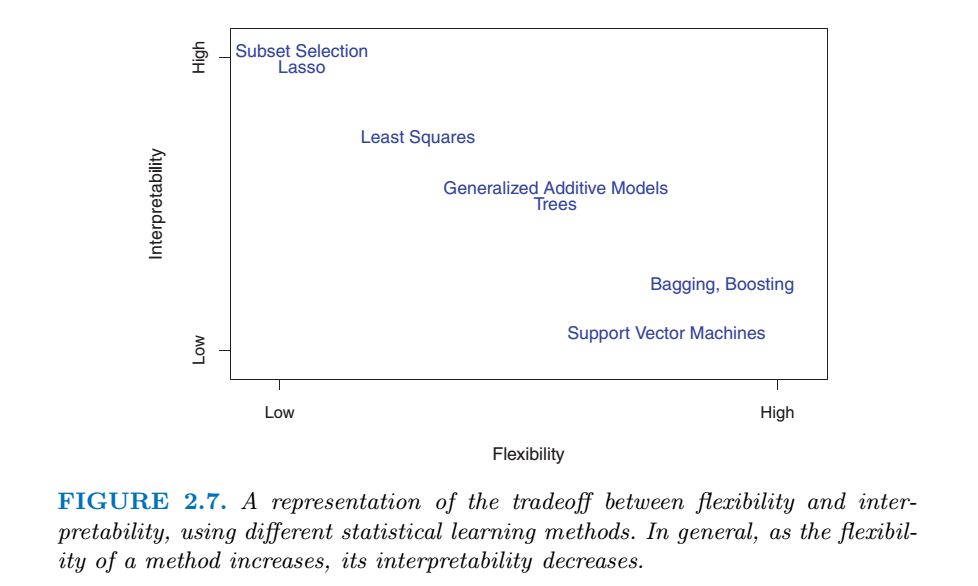 High
Subset Selection
Lasso
Least Squares
Generalized Additive Models
Trees
Interpretability
Bagging, Boosting
Support Vector Machines
Low
Low
High
Flexibility
FIGURE 2.7. A representation of the tradeoff between flexibility and inter-
pretability, using different statistical learning methods. In general, as the flexibil-
ity of a method increases, its interpretability decreases.